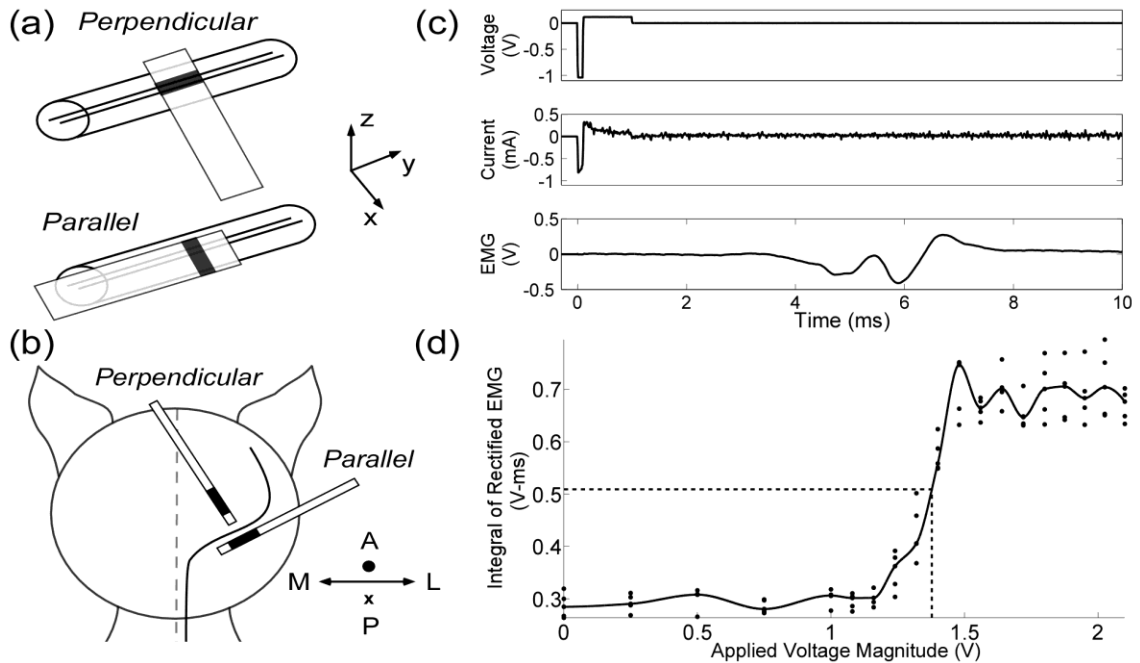 (a)
Perpendicular
z
y
x
Parallel
(b)
Perpendicular
Parallel
A
M
L
x
P
(c)
Voltage
(V)
0
-0.5
-1
Current
(mA)
0.5
0
-0.5
-1
EMG
(V)
0.5
0
-0.5
0 2 4 6 8 10
Time (ms)
(d)
Integral of Rectified EMG
(V-ms)
0.7
0.6
0.5
0.4
0.3
0 0.5 1 1.5 2
Applied Voltage Magnitude (V)